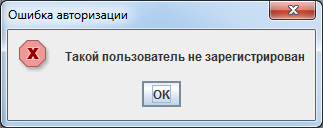 Ошибка авторизации
Такой пользователь не зарегистрирован
OK